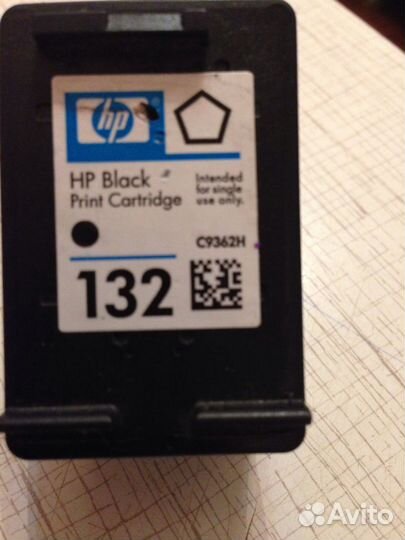 hp
HP Black
Print Cartridge
Intended
for single
use only.
C9362H
132
Avito